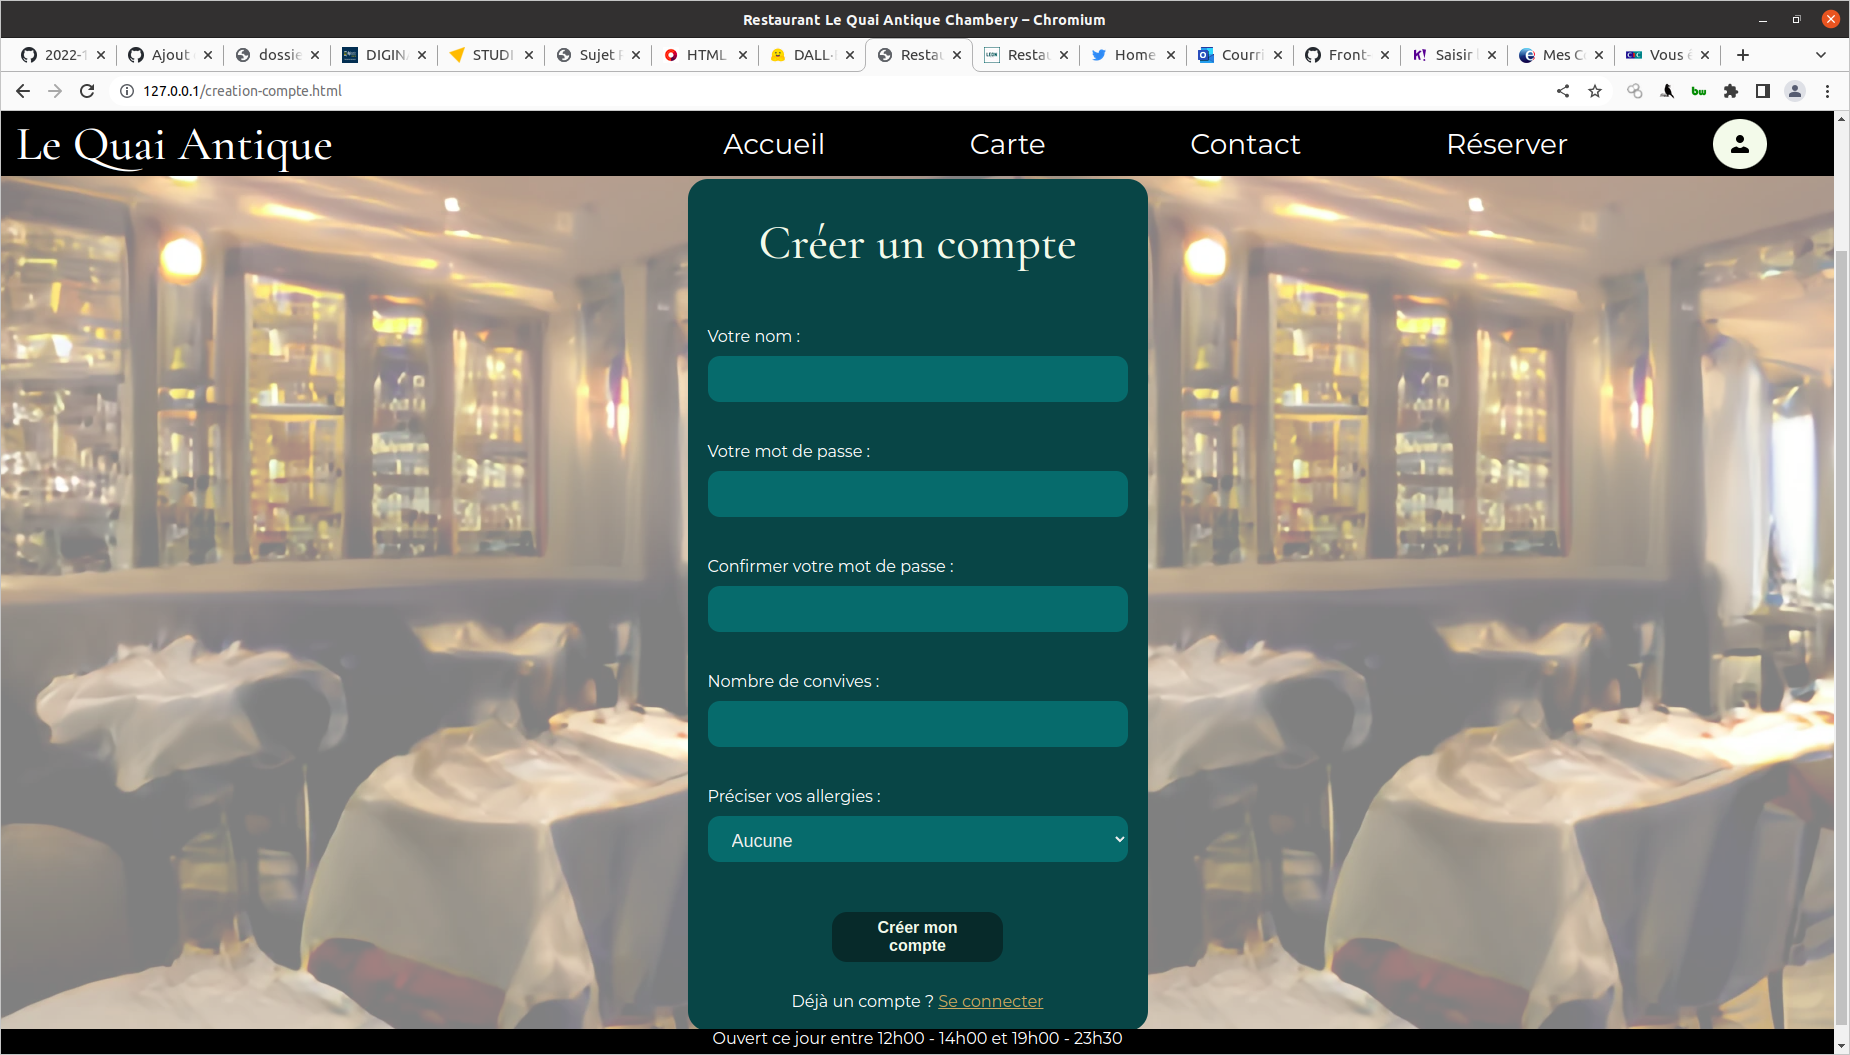 Restaurant Le Quai Antique Chambery – Chromium
2022-1 Ajout dossie DIGIN STUDI Sujet HTML DALL· Restau Restau Home Courri Front- Saisir Mes C Vous
127.0.0.1/creation-compte.html
bw
Le Quai Antique Accueil Carte Contact Réserver
Créer un compte
Votre nom :
Votre mot de passe :
Confirmer votre mot de passe :
Nombre de convives :
Préciser vos allergies :
Aucune
Créer mon
compte
Déjà un compte ? Se connecter
Ouvert ce jour entre 12h00 - 14h00 et 19h00 - 23h30